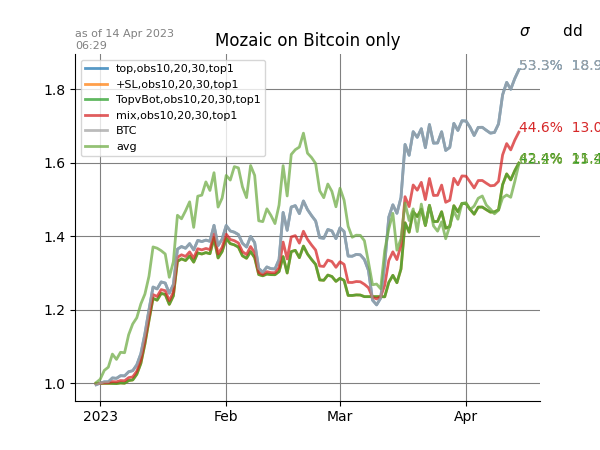 as of 14 Apr 2023
06:29
Mozaic on Bitcoin only
σ dd
top,obs10,20,30,top1
+SL,obs10,20,30,top1
TopvBot,obs10,20,30,top1
mix,obs10,20,30,top1
BTC
avg
53.3% 18.9
44.6% 13.0
1.8
1.6
1.4
1.2
1.0
2023 Feb Mar Apr